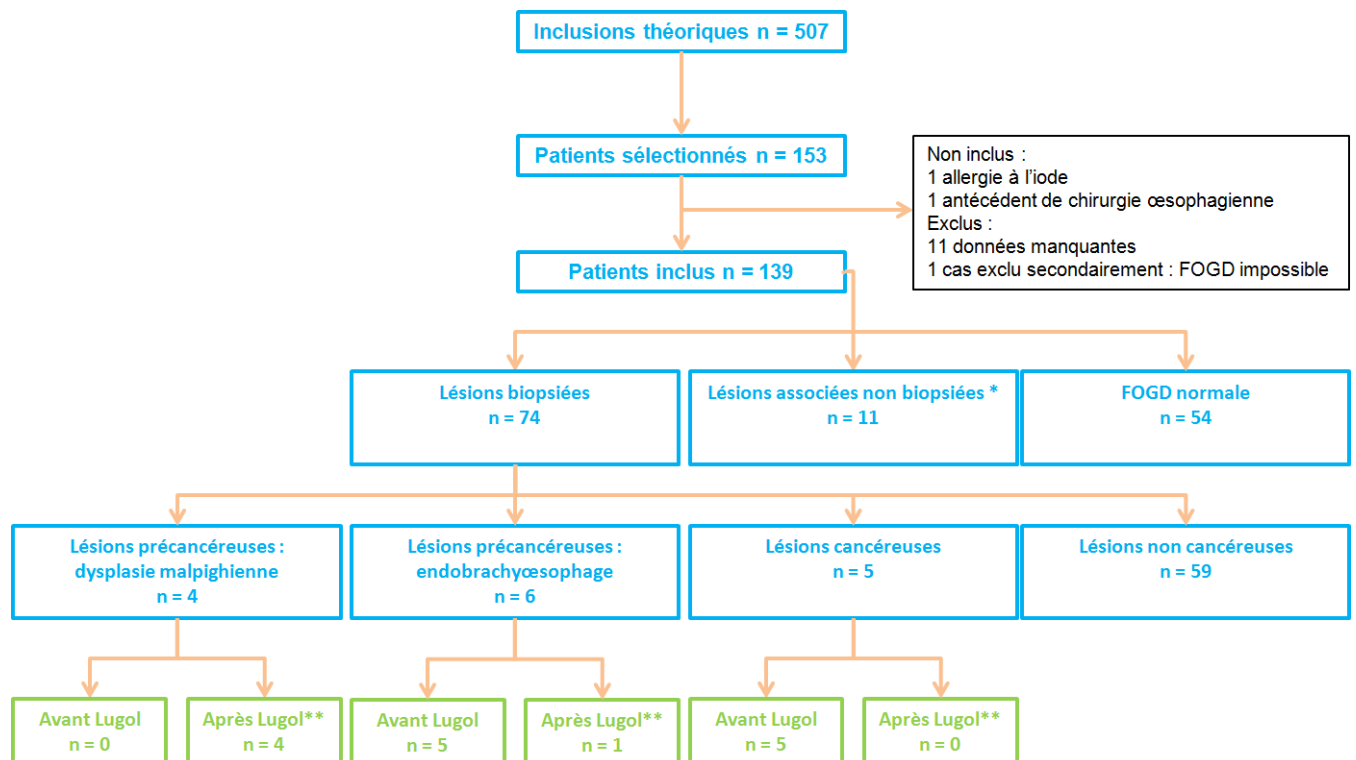 Inclusions théoriques n = 507
Patients sélectionnés n = 153
Non inclus :
1 allergie à l'iode
1 antécédent de chirurgie œsophagienne
Exclus :
11 données manquantes
1 cas exclu secondairement : FOGD impossible
Patients inclus n = 139
Lésions biopsiées
n = 74
Lésions associées non biopsiées *
n = 11
FOGD normale
n = 54
Lésions précancéreuses :
dysplasie malpighienne
n = 4
Lésions précancéreuses :
endobrachyœsophage
n = 6
Lésions cancéreuses
n = 5
Lésions non cancéreuses
n = 59
Avant Lugol
n = 0
Après Lugol**
n = 4
Avant Lugol
n = 5
Après Lugol**
n = 1
Avant Lugol
n = 5
Après Lugol**
n = 0